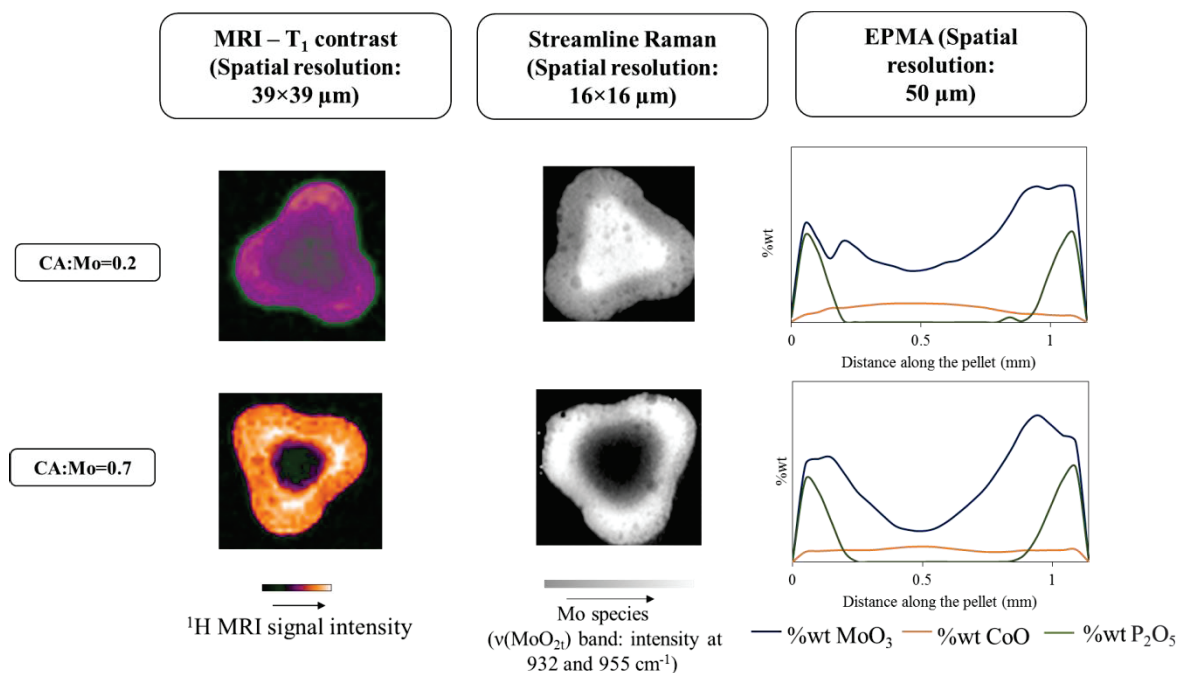 MRI – T₁ contrast
(Spatial resolution:
39×39 µm)
Streamline Raman
(Spatial resolution:
16×16 µm)
EPMA (Spatial
resolution:
50 µm)
CA:Mo=0.2
%wt
0
0.5
1
Distance along the pellet (mm)
CA:Mo=0.7
%wt
0
0.5
1
Distance along the pellet (mm)
¹H MRI signal intensity
Mo species
(ν(MoO₂ₜ) band: intensity at
932 and 955 cm⁻¹)
%wt MoO₃
%wt CoO
%wt P₂O₅